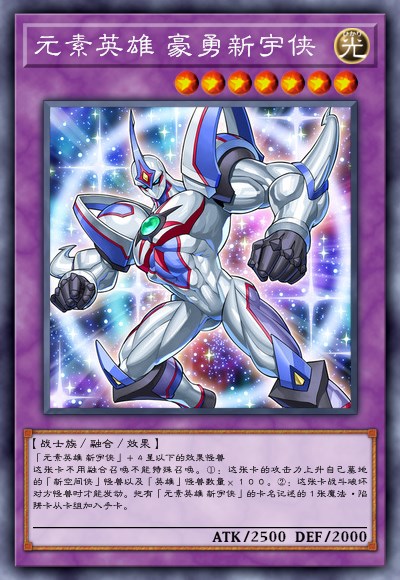 元素英雄 豪勇新宇侠
光
【战士族／融合／效果】
「元素英雄 新宇侠」＋4星以下的效果怪兽
这张卡不用融合召唤不能特殊召唤。①：这张卡的攻击力上升自己墓地
的「新空间侠」怪兽以及「英雄」怪兽数量×１００。②：这张卡战斗破坏
对方怪兽时才能发动。把有「元素英雄 新宇侠」的卡名记述的1张魔法·陷
阱卡从卡组加入手卡。
ATK/2500 DEF/2000